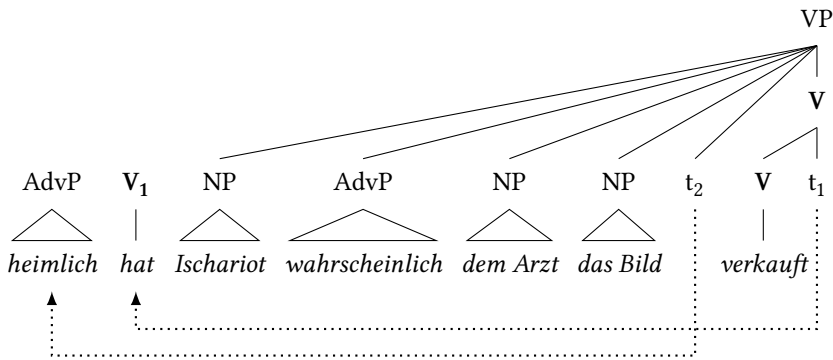 VP
V
AdvP V₁ NP AdvP NP NP t₂ V t₁
heimlich hat Ischariot wahrscheinlich dem Arzt das Bild verkauft